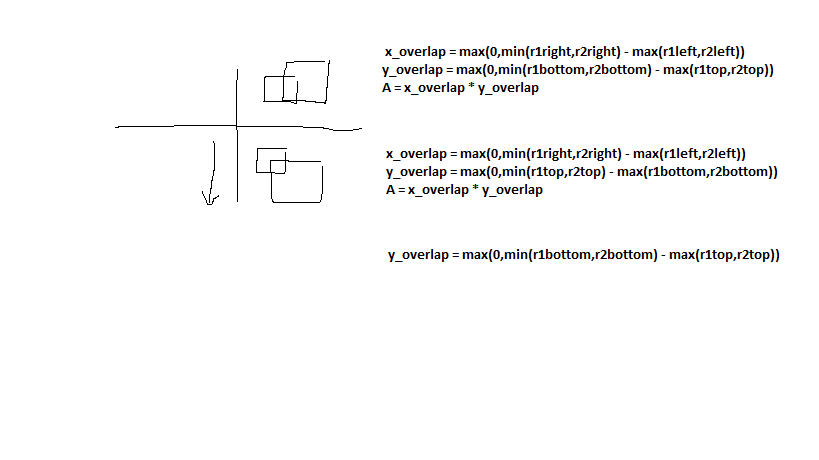 x_overlap = max(0,min(r1right,r2right) - max(r1left,r2left))
y_overlap = max(0,min(r1bottom,r2bottom) - max(r1top,r2top))
A = x_overlap * y_overlap
x_overlap = max(0,min(r1right,r2right) - max(r1left,r2left))
y_overlap = max(0,min(r1top,r2top) - max(r1bottom,r2bottom))
A = x_overlap * y_overlap
y_overlap = max(0,min(r1bottom,r2bottom) - max(r1top,r2top))